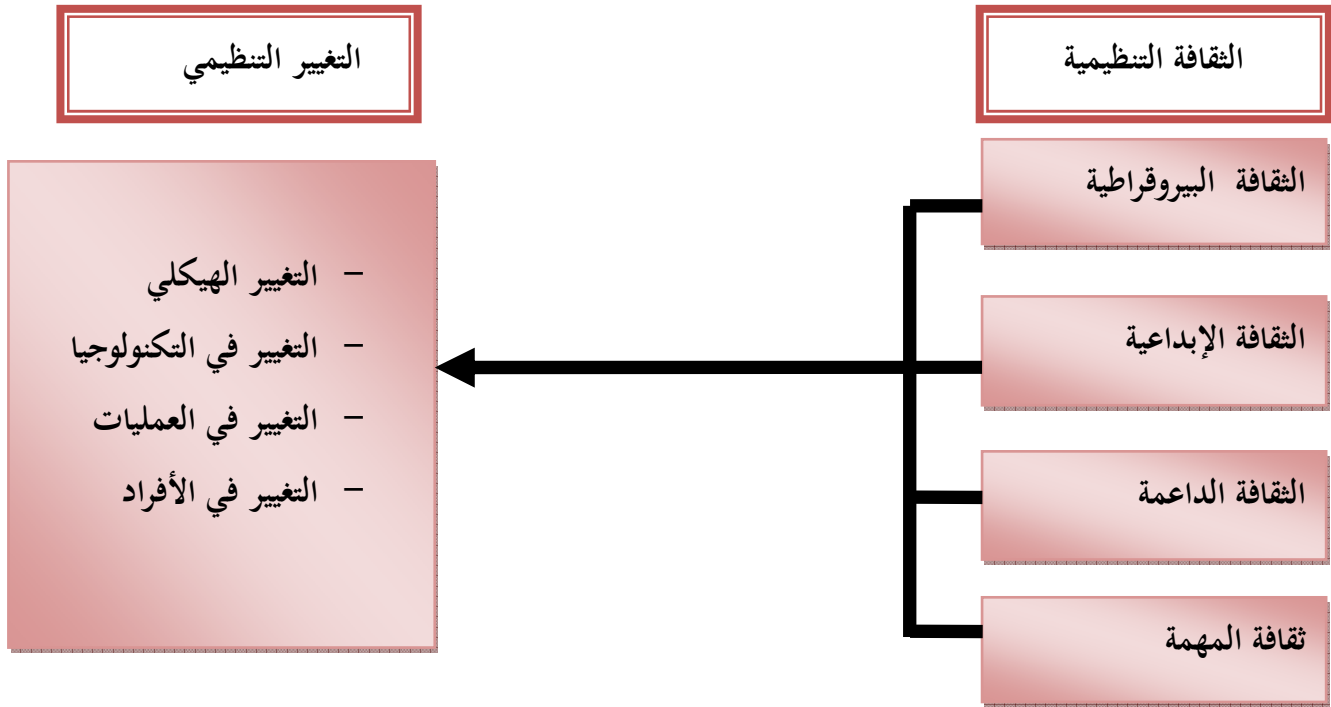 الثقافة التنظيمية
التغيير التنظيمي
الثقافة البيروقراطية
الثقافة الإبداعية
الثقافة الداعمة
ثقافة المهمة
– التغيير الهيكلي
– التغيير في التكنولوجيا
– التغيير في العمليات
– التغيير في الأفراد